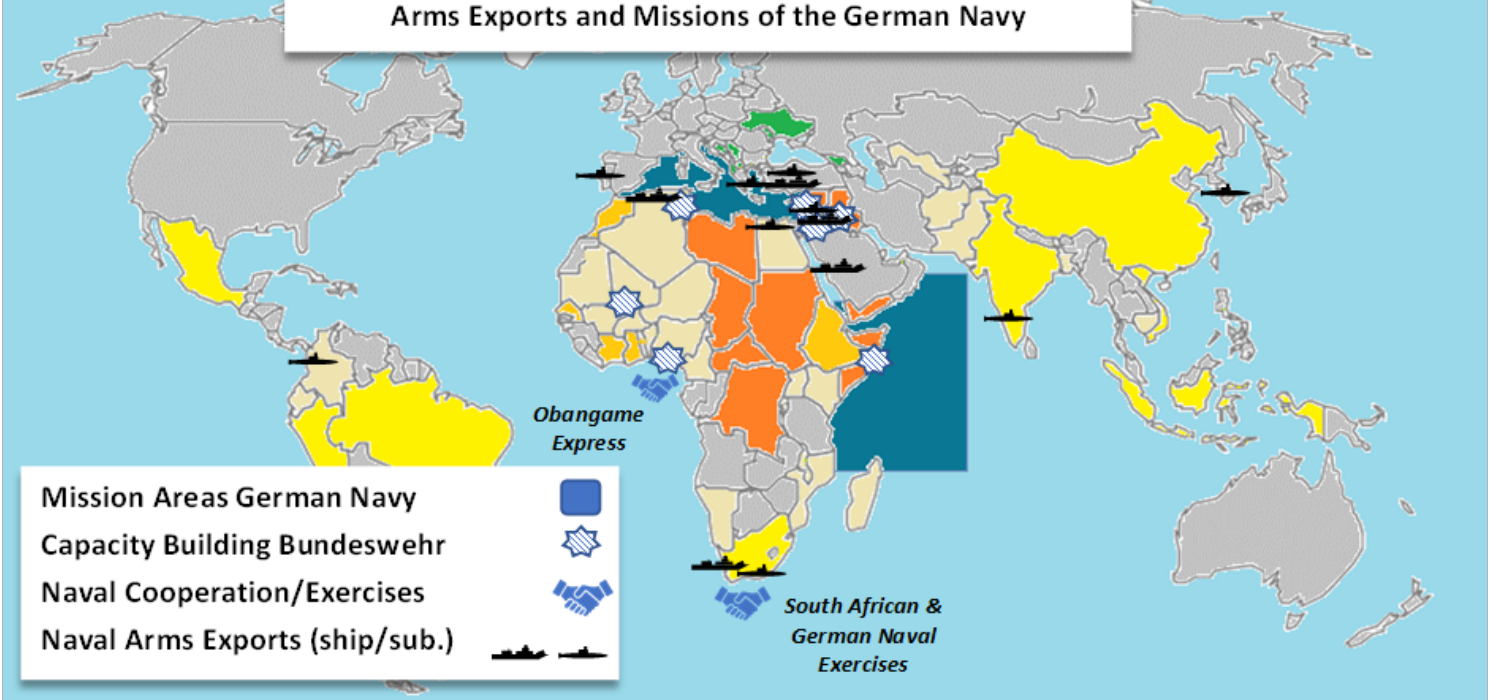 Arms Exports and Missions of the German Navy
Obangame
Express
Mission Areas German Navy
Capacity Building Bundeswehr
Naval Cooperation/Exercises
Naval Arms Exports (ship/sub.)
South African &
German Naval
Exercises